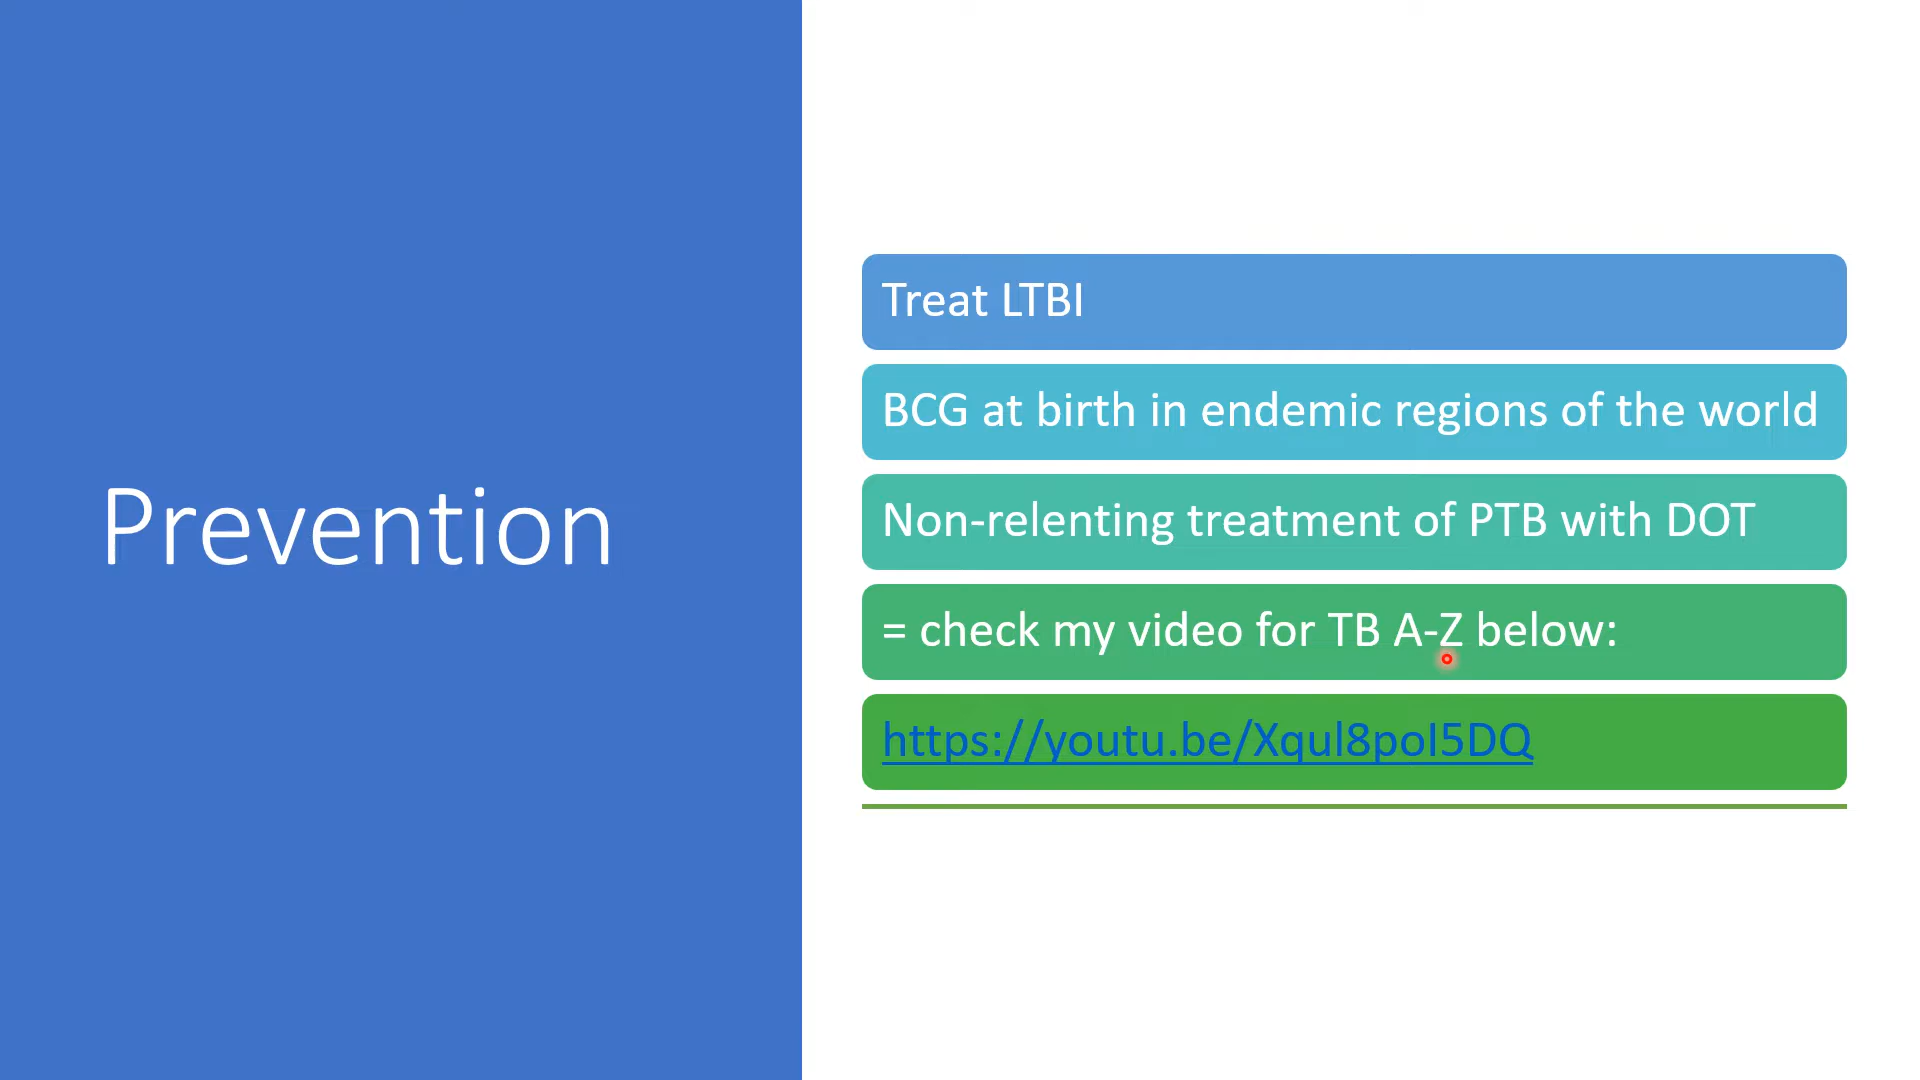 Prevention
Treat LTBI
BCG at birth in endemic regions of the world
Non-relenting treatment of PTB with DOT
= check my video for TB A-Z below:
https://youtu.be/Xqul8poI5DQ